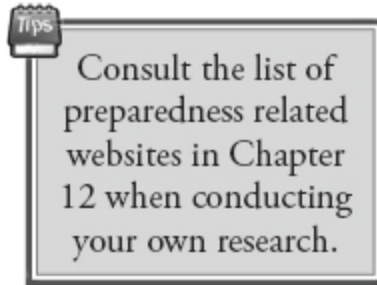 Tips
Consult the list of
preparedness related
websites in Chapter
12 when conducting
your own research.